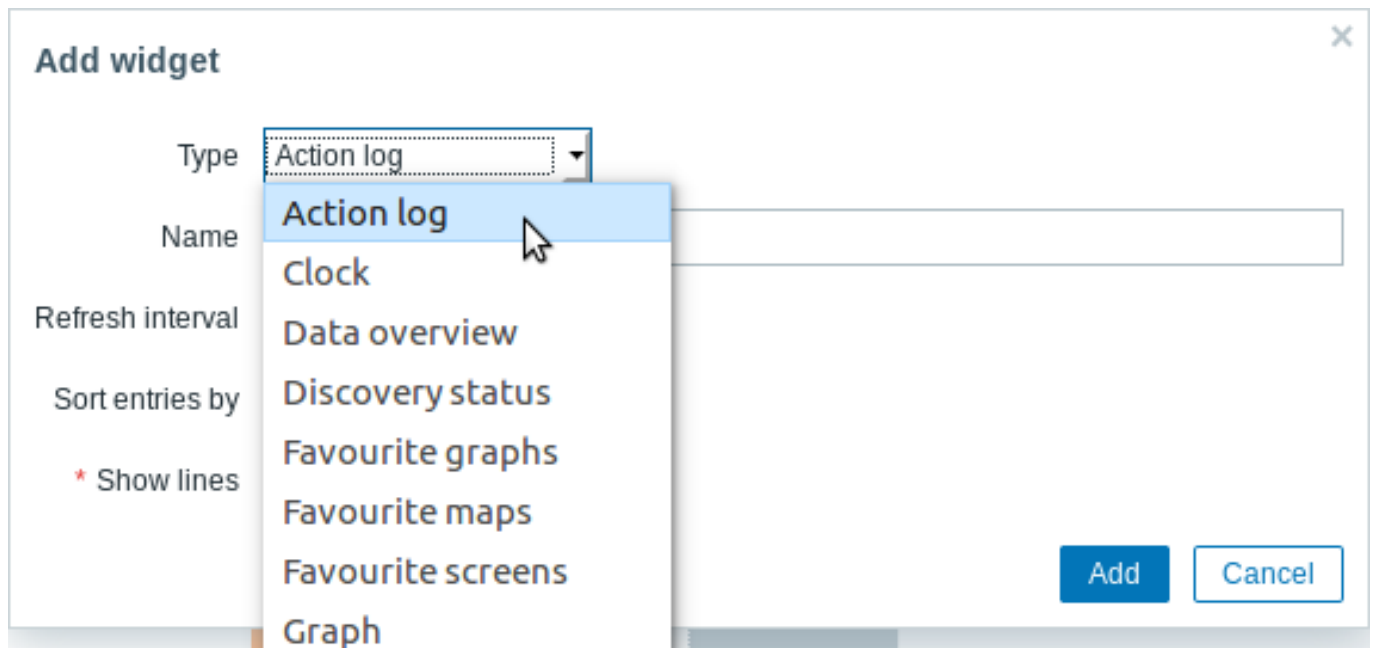 Add widget
×
Type Action log
Action log
Name
Clock
Refresh interval
Data overview
Sort entries by
Discovery status
Favourite graphs
* Show lines
Favourite maps
Favourite screens
Add Cancel
Graph